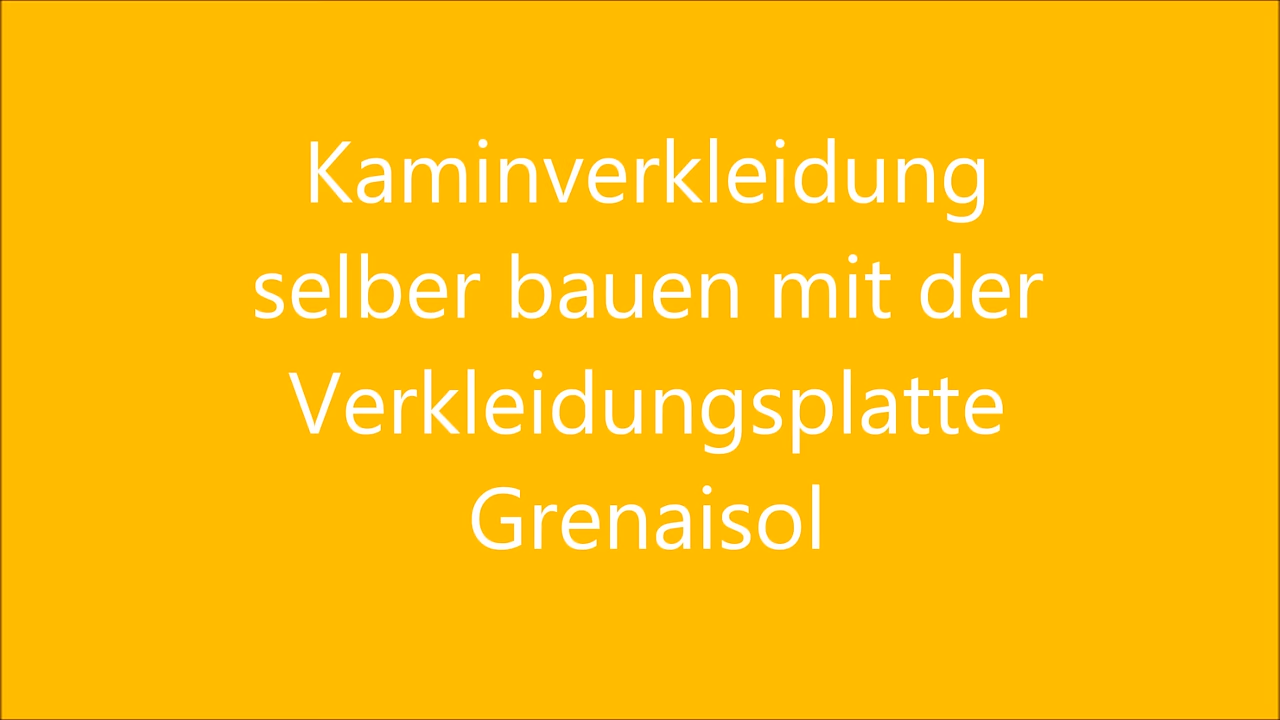 Kaminverkleidung
selber bauen mit der
Verkleidungsplatte
Grenaisol